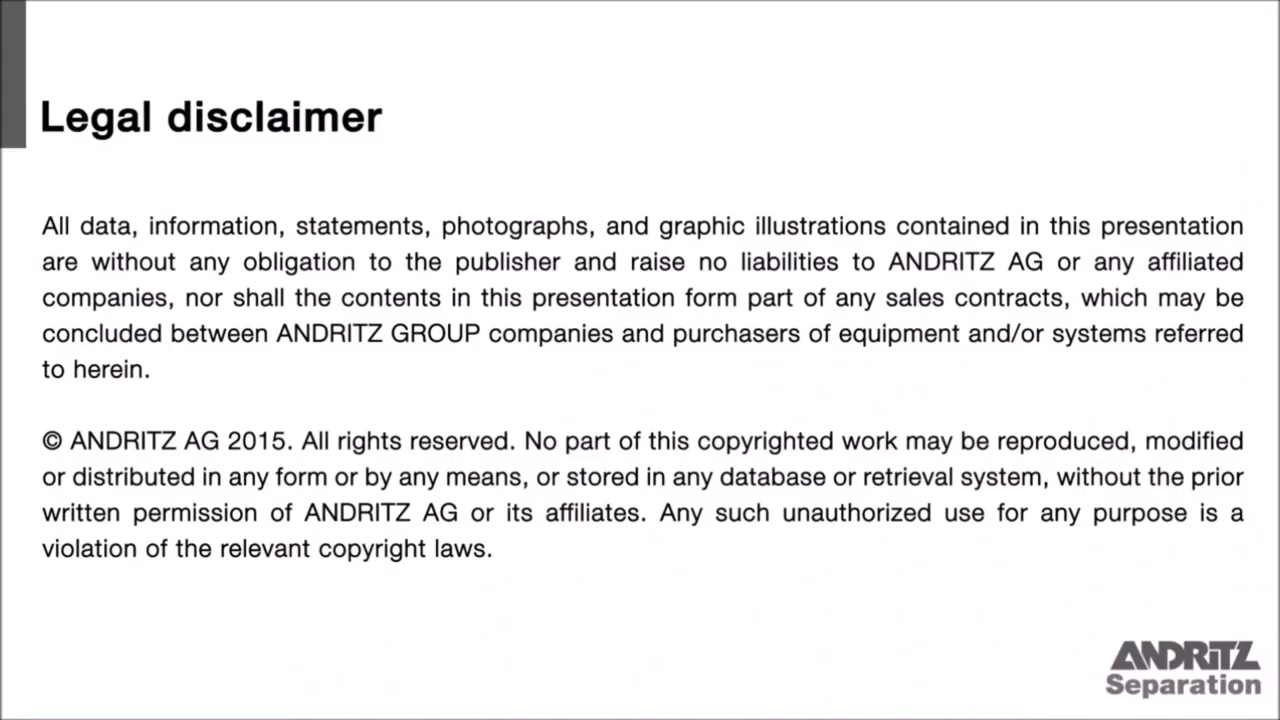 Legal disclaimer
All data, information, statements, photographs, and graphic illustrations contained in this presentation
are without any obligation to the publisher and raise no liabilities to ANDRITZ AG or any affiliated
companies, nor shall the contents in this presentation form part of any sales contracts, which may be
concluded between ANDRITZ GROUP companies and purchasers of equipment and/or systems referred
to herein.
© ANDRITZ AG 2015. All rights reserved. No part of this copyrighted work may be reproduced, modified
or distributed in any form or by any means, or stored in any database or retrieval system, without the prior
written permission of ANDRITZ AG or its affiliates. Any such unauthorized use for any purpose is a
violation of the relevant copyright laws.
ANDRITZ
Separation